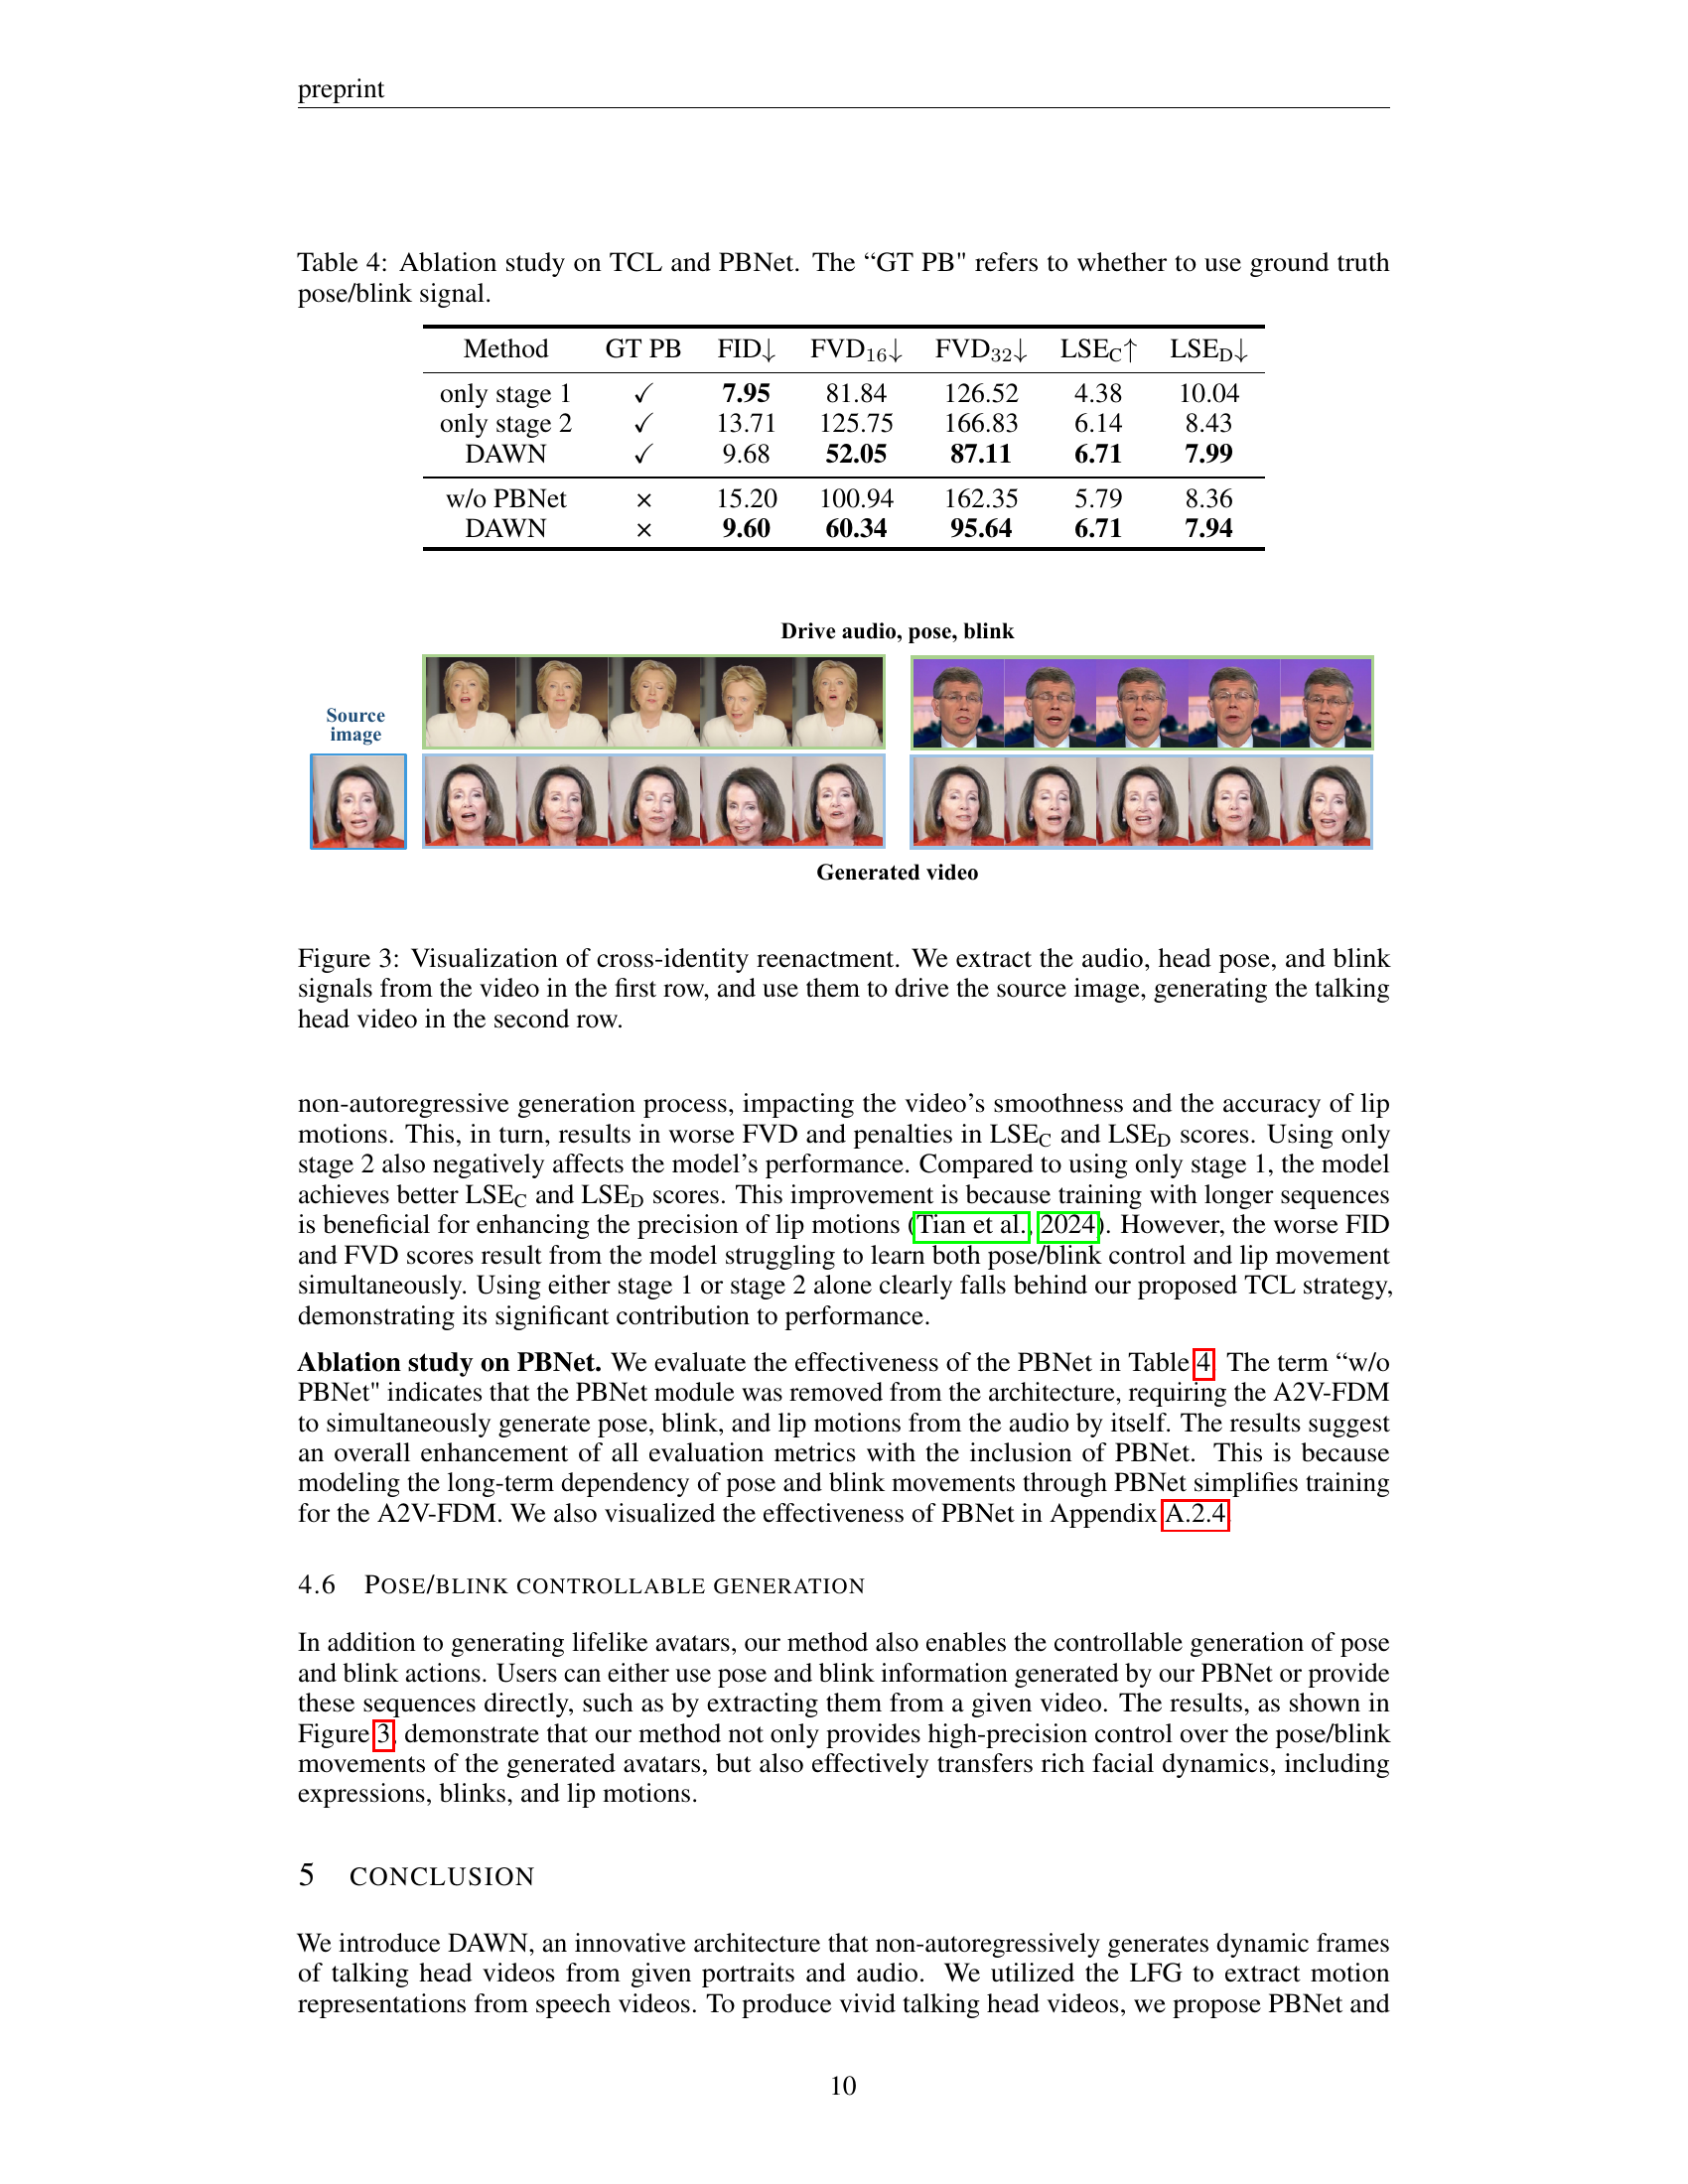 preprint
Table 4: Ablation study on TCL and PBNet. The “GT PB" refers to whether to use ground truth
pose/blink signal.
Method GT PB FID↓ FVD16↓ FVD32↓ LSEC↑ LSED↓
only stage 1 ✓ 7.95 81.84 126.52 4.38 10.04
only stage 2 ✓ 13.71 125.75 166.83 6.14 8.43
DAWN ✓ 9.68 52.05 87.11 6.71 7.99
w/o PBNet × 15.20 100.94 162.35 5.79 8.36
DAWN × 9.60 60.34 95.64 6.71 7.94
Drive audio, pose, blink
Source
image
Generated video
Figure 3: Visualization of cross-identity reenactment. We extract the audio, head pose, and blink
signals from the video in the first row, and use them to drive the source image, generating the talking
head video in the second row.
non-autoregressive generation process, impacting the video’s smoothness and the accuracy of lip
motions. This, in turn, results in worse FVD and penalties in LSEC and LSED scores. Using only
stage 2 also negatively affects the model’s performance. Compared to using only stage 1, the model
achieves better LSEC and LSED scores. This improvement is because training with longer sequences
is beneficial for enhancing the precision of lip motions (Tian et al., 2024). However, the worse FID
and FVD scores result from the model struggling to learn both pose/blink control and lip movement
simultaneously. Using either stage 1 or stage 2 alone clearly falls behind our proposed TCL strategy,
demonstrating its significant contribution to performance.
Ablation study on PBNet. We evaluate the effectiveness of the PBNet in Table 4. The term “w/o
PBNet" indicates that the PBNet module was removed from the architecture, requiring the A2V-FDM
to simultaneously generate pose, blink, and lip motions from the audio by itself. The results suggest
an overall enhancement of all evaluation metrics with the inclusion of PBNet. This is because
modeling the long-term dependency of pose and blink movements through PBNet simplifies training
for the A2V-FDM. We also visualized the effectiveness of PBNet in Appendix A.2.4.
4.6 POSE/BLINK CONTROLLABLE GENERATION
In addition to generating lifelike avatars, our method also enables the controllable generation of pose
and blink actions. Users can either use pose and blink information generated by our PBNet or provide
these sequences directly, such as by extracting them from a given video. The results, as shown in
Figure 3, demonstrate that our method not only provides high-precision control over the pose/blink
movements of the generated avatars, but also effectively transfers rich facial dynamics, including
expressions, blinks, and lip motions.
5 CONCLUSION
We introduce DAWN, an innovative architecture that non-autoregressively generates dynamic frames
of talking head videos from given portraits and audio. We utilized the LFG to extract motion
representations from speech videos. To produce vivid talking head videos, we propose PBNet and
10